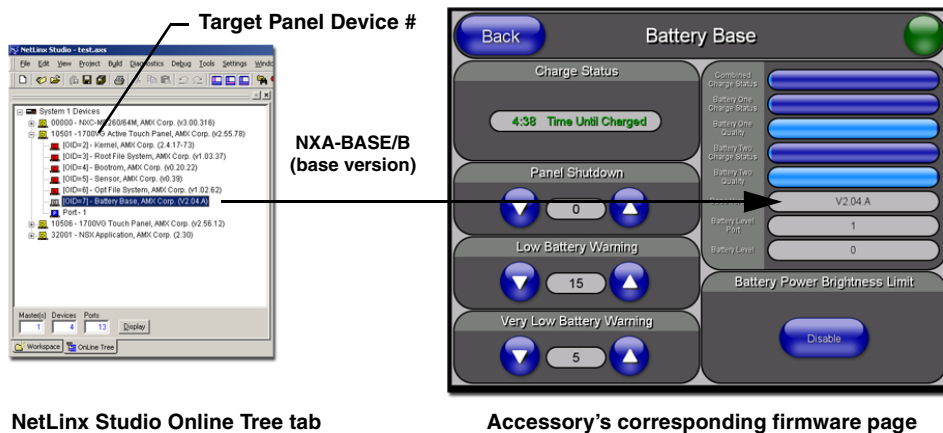 Target Panel Device #
NetLinx Studio - test.axs
File Edit View Project Build Diagnostics Debug Tools Settings
System 1 Devices
00000 - NXC-ME260/64M, AMX Corp. (v3.00.316)
10501 - 1700VG Active Touch Panel, AMX Corp. (v2.55.78)
[OID=2] - Kernel, AMX Corp. (2.4.17-73)
[OID=3] - Root File System, AMX Corp. (v1.03.37)
[OID=4] - Bootrom, AMX Corp. (v0.20.22)
[OID=5] - Sensor, AMX Corp. (v0.39)
[OID=6] - Opt File System, AMX Corp. (v1.02.62)
[OID=7] - Battery Base, AMX Corp. (V2.04.A)
Port - 1
10506 - 1700VG Touch Panel, AMX Corp. (v2.56.12)
32001 - NSX Application, AMX Corp. (2.30)
Master(s) Devices Ports
1 4 13 Display
Workspace OnLine Tree
NXA-BASE/B
(base version)
Back
Battery Base
Charge Status
4:38 Time Until Charged
Panel Shutdown
0
Low Battery Warning
15
Very Low Battery Warning
5
Combined
Charge Status
Battery One
Charge Status
Battery One
Quality
Battery Two
Charge Status
Battery Two
Quality
V2.04.A
Battery Level
Port
1
Battery Level
0
Battery Power Brightness Limit
Disable
NetLinx Studio Online Tree tab
Accessory's corresponding firmware page